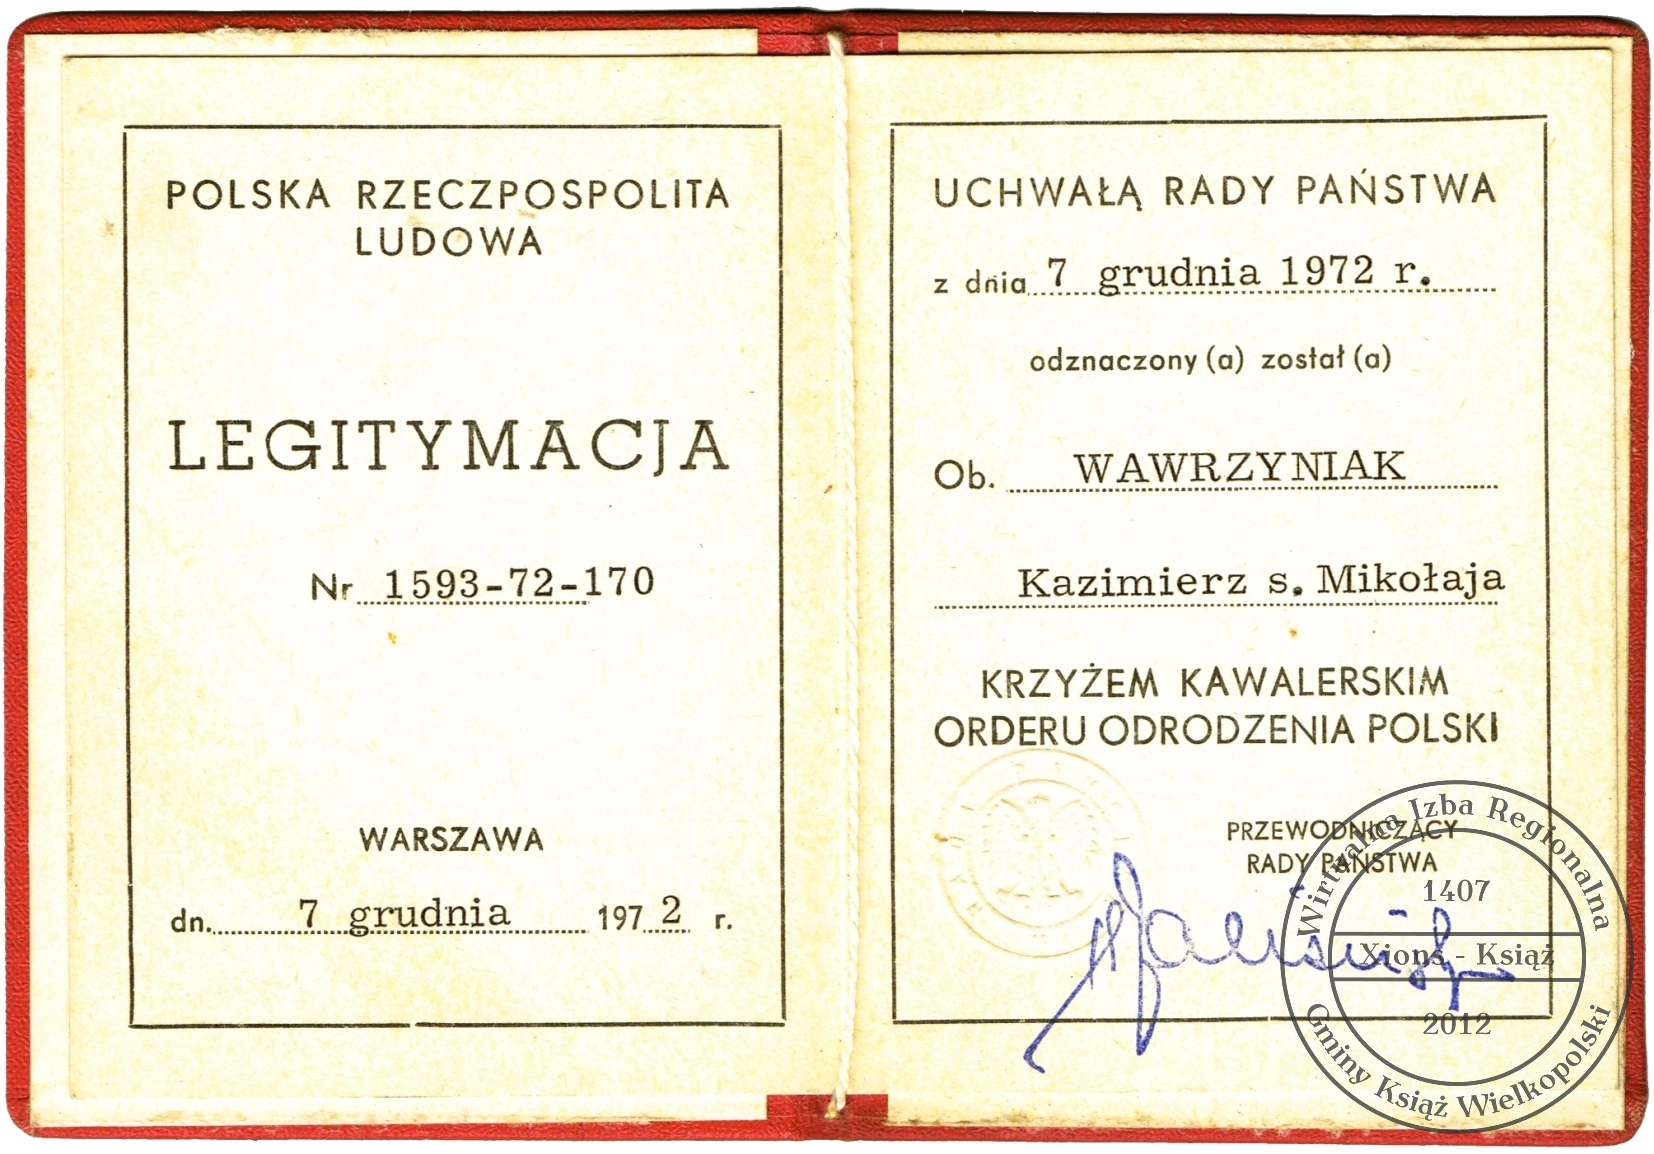 POLSKA RZECZPOSPOLITA
LUDOWA
LEGITYMACJA
Nr 1593-72-170
WARSZAWA
dn. 7 grudnia 1972 r.
UCHWAŁĄ RADY PAŃSTWA
z dnia 7 grudnia 1972 r.
odznaczony (a) został (a)
Ob. WAWRZYNIAK
Kazimierz s. Mikołaja
KRZYŻEM KAWALERSKIM
ORDERU ODRODZENIA POLSKI
PRZEWODNICZĄCY
RADY PAŃSTWA
Wirtualna Izba Regionalna
1407
Xions - Książ
2012
Gminy Książ Wielkopolski